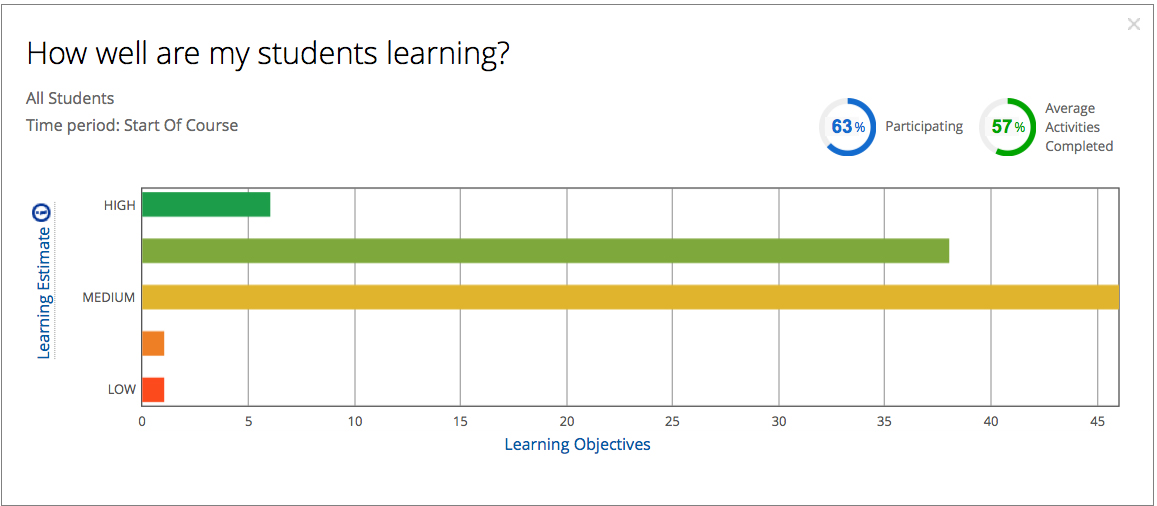 How well are my students learning?
All Students
Time period: Start Of Course
63%
Participating
57%
Average
Activities
Completed
Learning Estimate
HIGH
MEDIUM
LOW
0 5 10 15 20 25 30 35 40 45
Learning Objectives